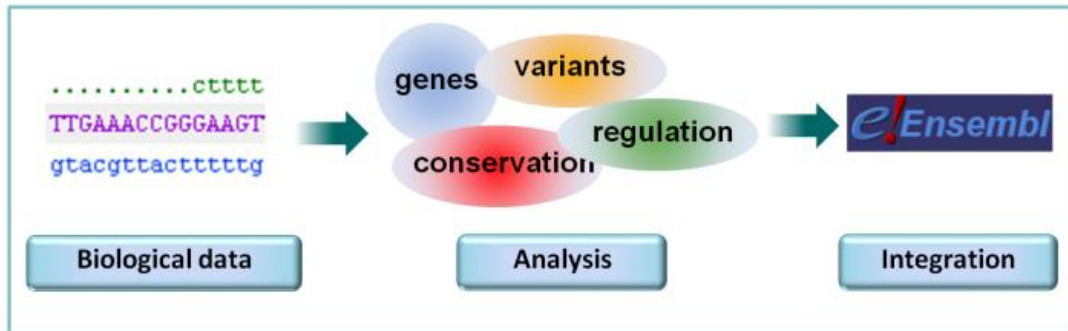 ..........ctttt
TTGAAACCGGGAAGT
gtacgttactttttg
genes
variants
regulation
conservation
e!Ensembl
Biological data
Analysis
Integration